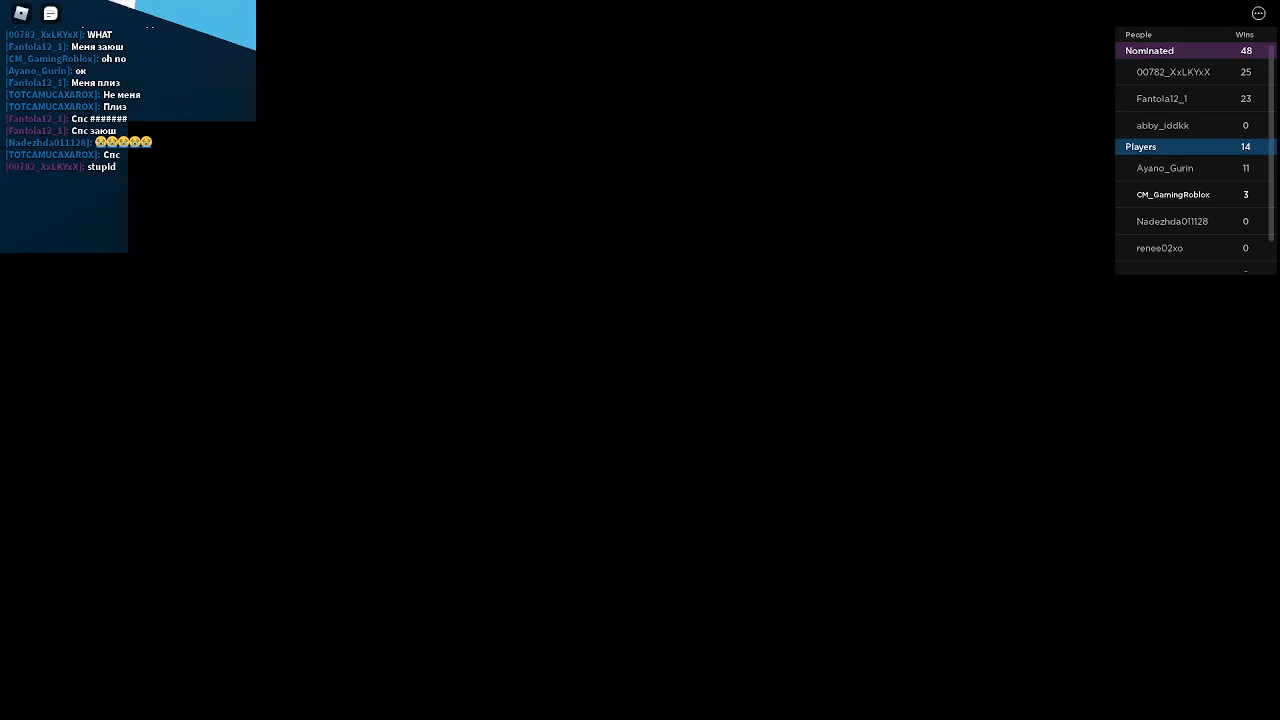 [00782_XxLKYxX]: WHAT
[Fantola12_1]: Меня заюш
[CM_GamingRoblox]: oh no
[Ayano_Gurin]: ок
[Fantola12_1]: Меня плиз
[TOTCAMUCAXAROX]: Не меня
[TOTCAMUCAXAROX]: Плиз
[Fantola12_1]: Спс #######
[Fantola12_1]: Спс заюш
[Nadezhda011128]: 😭😭😭😭😭
[TOTCAMUCAXAROX]: Спс
[00782_XxLKYxX]: stupid
People Wins
Nominated 48
00782_XxLKYxX 25
Fantola12_1 23
abby_iddkk 0
Players 14
Ayano_Gurin 11
CM_GamingRoblox 3
Nadezhda011128 0
renee02xo 0